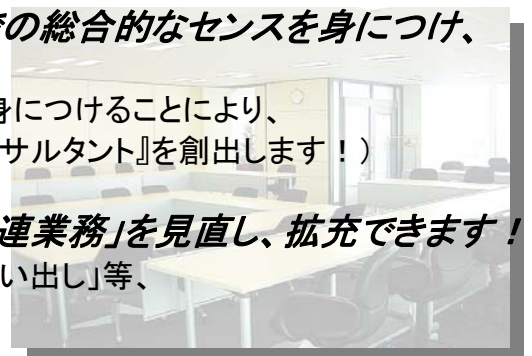 の総合的なセンスを身につけ、
身につけることにより、
サルタント』を創出します！）
連業務」を見直し、拡充できます！
い出し」等、